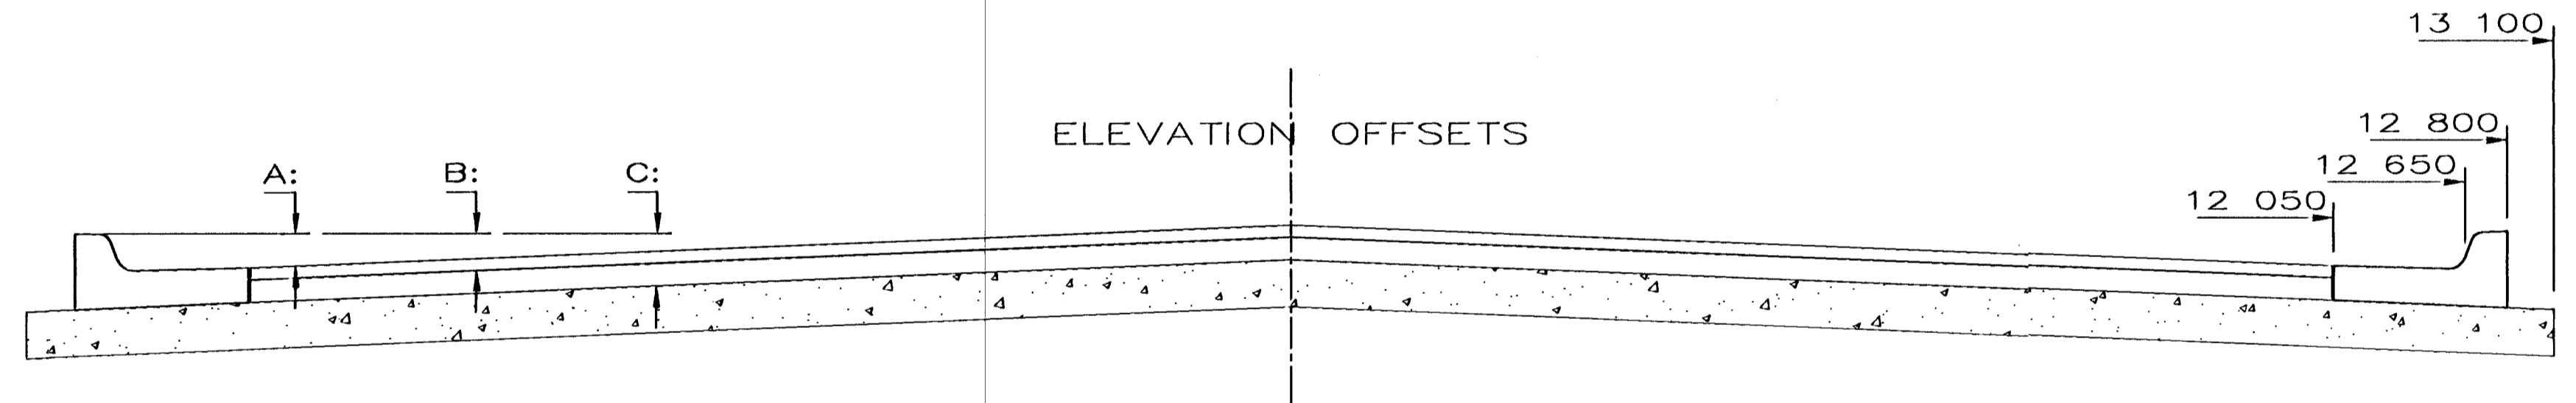 13 100
ELEVATION OFFSETS
12 800
A: B: C:
12 650
12 050